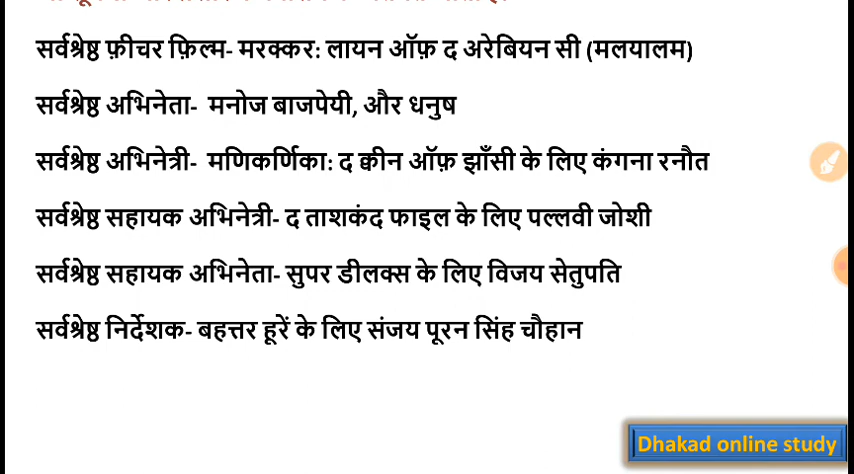 सर्वश्रेष्ठ फ़ीचर फ़िल्म- मरक्कर: लायन ऑफ़ द अरेबियन सी (मलयालम)
सर्वश्रेष्ठ अभिनेता- मनोज बाजपेयी, और धनुष
सर्वश्रेष्ठ अभिनेत्री- मणिकर्णिका: द क्वीन ऑफ़ झाँसी के लिए कंगना रनौत
सर्वश्रेष्ठ सहायक अभिनेत्री- द ताशकंद फाइल के लिए पल्लवी जोशी
सर्वश्रेष्ठ सहायक अभिनेता- सुपर डीलक्स के लिए विजय सेतुपति
सर्वश्रेष्ठ निर्देशक- बहत्तर हूरें के लिए संजय पूरन सिंह चौहान
Dhakad online study